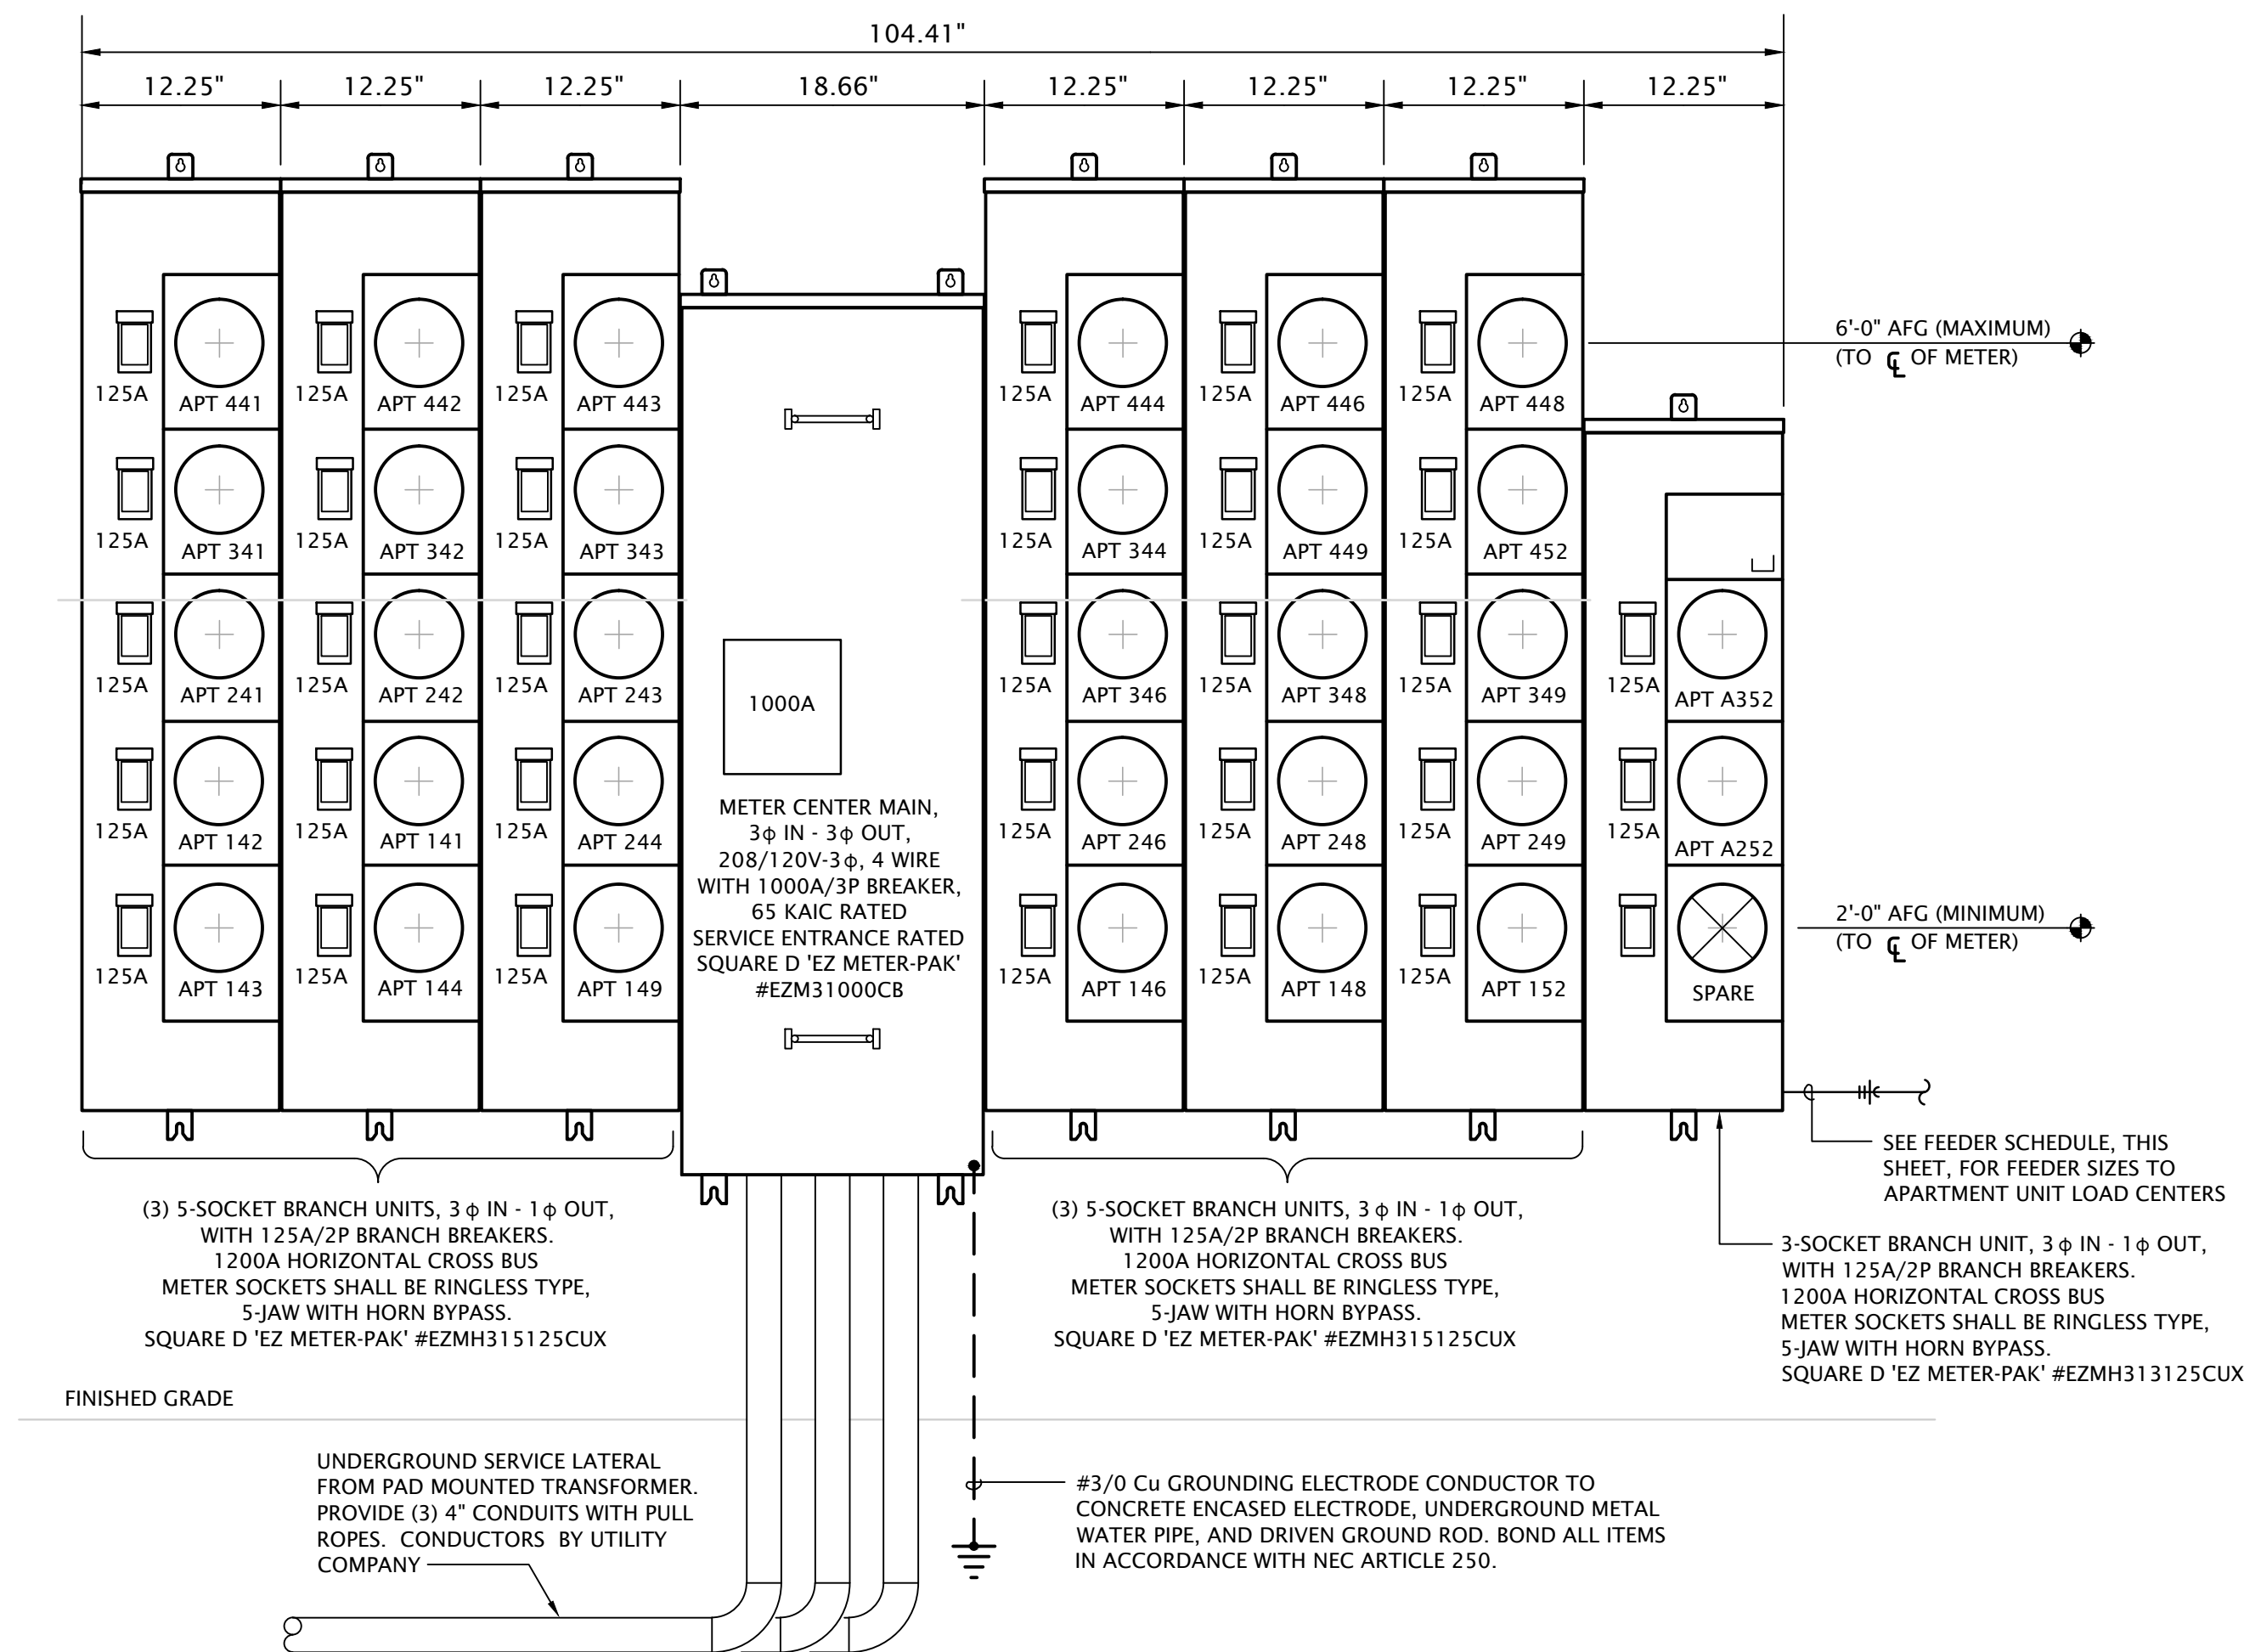 104.41"
12.25"
12.25"
12.25"
18.66"
12.25"
12.25"
12.25"
12.25"
125A
APT 441
125A
APT 442
125A
APT 443
125A
APT 444
125A
APT 446
125A
APT 448
6'-0" AFG (MAXIMUM)
(TO ℄ OF METER)
125A
APT 341
125A
APT 342
125A
APT 343
125A
APT 344
125A
APT 449
125A
APT 452
125A
APT 241
125A
APT 242
125A
APT 243
1000A
125A
APT 346
125A
APT 348
125A
APT 349
125A
APT A352
125A
APT 142
125A
APT 141
125A
APT 244
125A
APT 246
125A
APT 248
125A
APT 249
125A
APT A252
125A
APT 143
125A
APT 144
125A
APT 149
METER CENTER MAIN,
3ϕ IN - 3ϕ OUT,
208/120V-3ϕ, 4 WIRE
WITH 1000A/3P BREAKER,
65 KAIC RATED
SERVICE ENTRANCE RATED
SQUARE D 'EZ METER-PAK'
#EZM31000CB
125A
APT 146
125A
APT 148
125A
APT 152
SPARE
2'-0" AFG (MINIMUM)
(TO ℄ OF METER)
SEE FEEDER SCHEDULE, THIS
SHEET, FOR FEEDER SIZES TO
APARTMENT UNIT LOAD CENTERS
(3) 5-SOCKET BRANCH UNITS, 3ϕ IN - 1ϕ OUT,
WITH 125A/2P BRANCH BREAKERS.
1200A HORIZONTAL CROSS BUS
METER SOCKETS SHALL BE RINGLESS TYPE,
5-JAW WITH HORN BYPASS.
SQUARE D 'EZ METER-PAK' #EZMH315125CUX
(3) 5-SOCKET BRANCH UNITS, 3ϕ IN - 1ϕ OUT,
WITH 125A/2P BRANCH BREAKERS.
1200A HORIZONTAL CROSS BUS
METER SOCKETS SHALL BE RINGLESS TYPE,
5-JAW WITH HORN BYPASS.
SQUARE D 'EZ METER-PAK' #EZMH315125CUX
3-SOCKET BRANCH UNIT, 3ϕ IN - 1ϕ OUT,
WITH 125A/2P BRANCH BREAKERS.
1200A HORIZONTAL CROSS BUS
METER SOCKETS SHALL BE RINGLESS TYPE,
5-JAW WITH HORN BYPASS.
SQUARE D 'EZ METER-PAK' #EZMH313125CUX
FINISHED GRADE
UNDERGROUND SERVICE LATERAL
FROM PAD MOUNTED TRANSFORMER.
PROVIDE (3) 4" CONDUITS WITH PULL
ROPES. CONDUCTORS BY UTILITY
COMPANY
#3/0 Cu GROUNDING ELECTRODE CONDUCTOR TO
CONCRETE ENCASED ELECTRODE, UNDERGROUND METAL
WATER PIPE, AND DRIVEN GROUND ROD. BOND ALL ITEMS
IN ACCORDANCE WITH NEC ARTICLE 250.